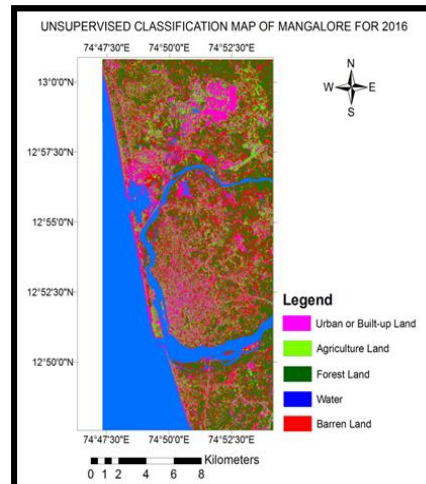 UNSUPERVISED CLASSIFICATION MAP OF MANGALORE FOR 2016
74°47'30"E 74°50'0"E 74°52'30"E
N
W E
S
13°0'0"N
12°57'30"N
12°55'0"N
12°52'30"N
12°50'0"N
Legend
Urban or Built-up Land
Agriculture Land
Forest Land
Water
Barren Land
74°47'30"E 74°50'0"E 74°52'30"E
Kilometers
0 1 2 4 6 8